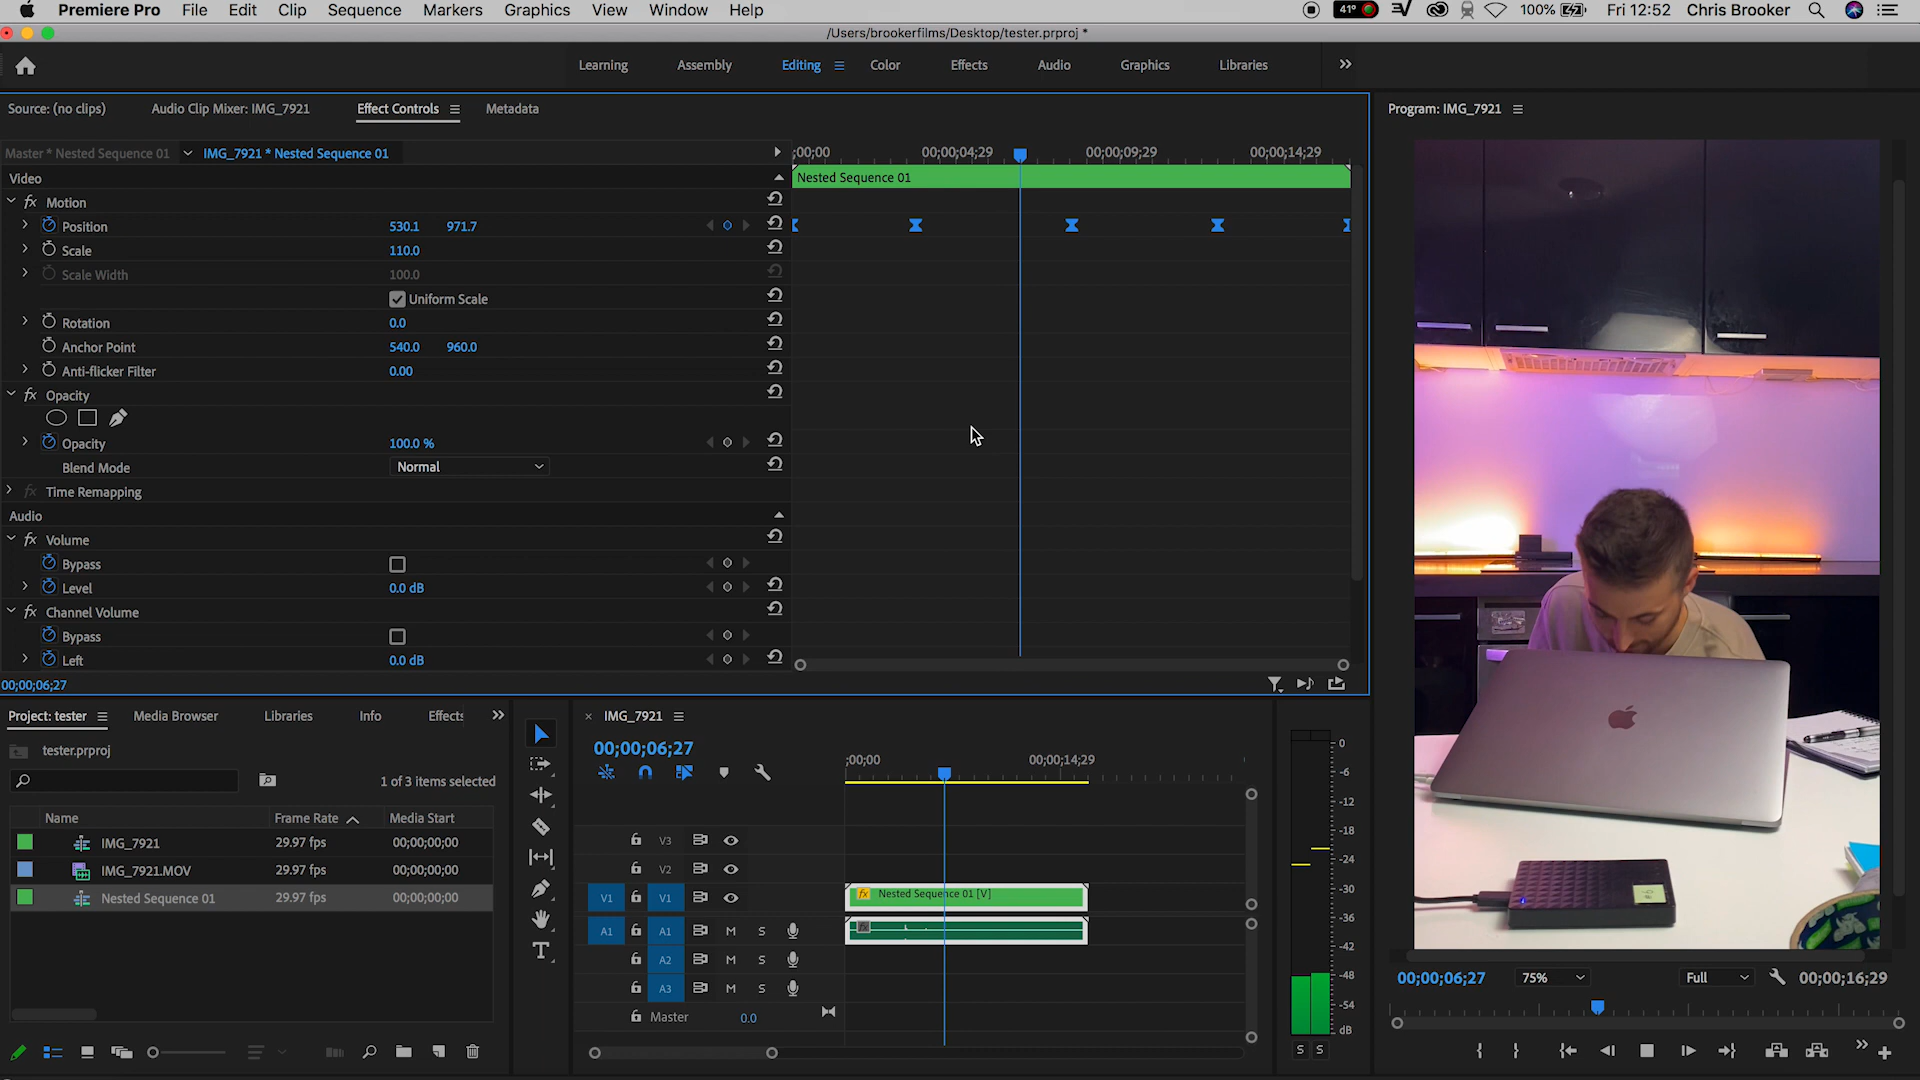 Premiere Pro File Edit Clip Sequence Markers Graphics View Window Help 41° 100% Fri 12:52 Chris Brooker
/Users/brookerfilms/Desktop/tester.prproj *
Learning Assembly Editing Color Effects Audio Graphics Libraries
Source: (no clips) Audio Clip Mixer: IMG_7921 Effect Controls Metadata
Program: IMG_7921
Master * Nested Sequence 01 IMG_7921 * Nested Sequence 01
;00;00 00;00;04;29 00;00;09;29 00;00;14;29
Video
Nested Sequence 01
fx Motion
Position 530.1 971.7
Scale 110.0
Scale Width 100.0
Uniform Scale
Rotation 0.0
Anchor Point 540.0 960.0
Anti-flicker Filter 0.00
fx Opacity
Opacity 100.0 %
Blend Mode Normal
fx Time Remapping
Audio
fx Volume
Bypass
Level 0.0 dB
fx Channel Volume
Bypass
Left 0.0 dB
00;00;06;27
Project: tester Media Browser Libraries Info Effects
tester.prproj
1 of 3 items selected
Name Frame Rate Media Start
IMG_7921 29.97 fps 00;00;00;00
IMG_7921.MOV 29.97 fps 00;00;00;00
Nested Sequence 01 29.97 fps 00;00;00;00
T
× IMG_7921
00;00;06;27
;00;00 00;00;14;29
V3
V2
V1 V1
fx Nested Sequence 01 [V]
A1 A1 M S
fx
A2 M S
A3 M S
Master 0.0
0
-6
-12
-18
-24
-30
-36
-42
-48
-54
dB
S S
00;00;06;27 75% Full 00;00;16;29